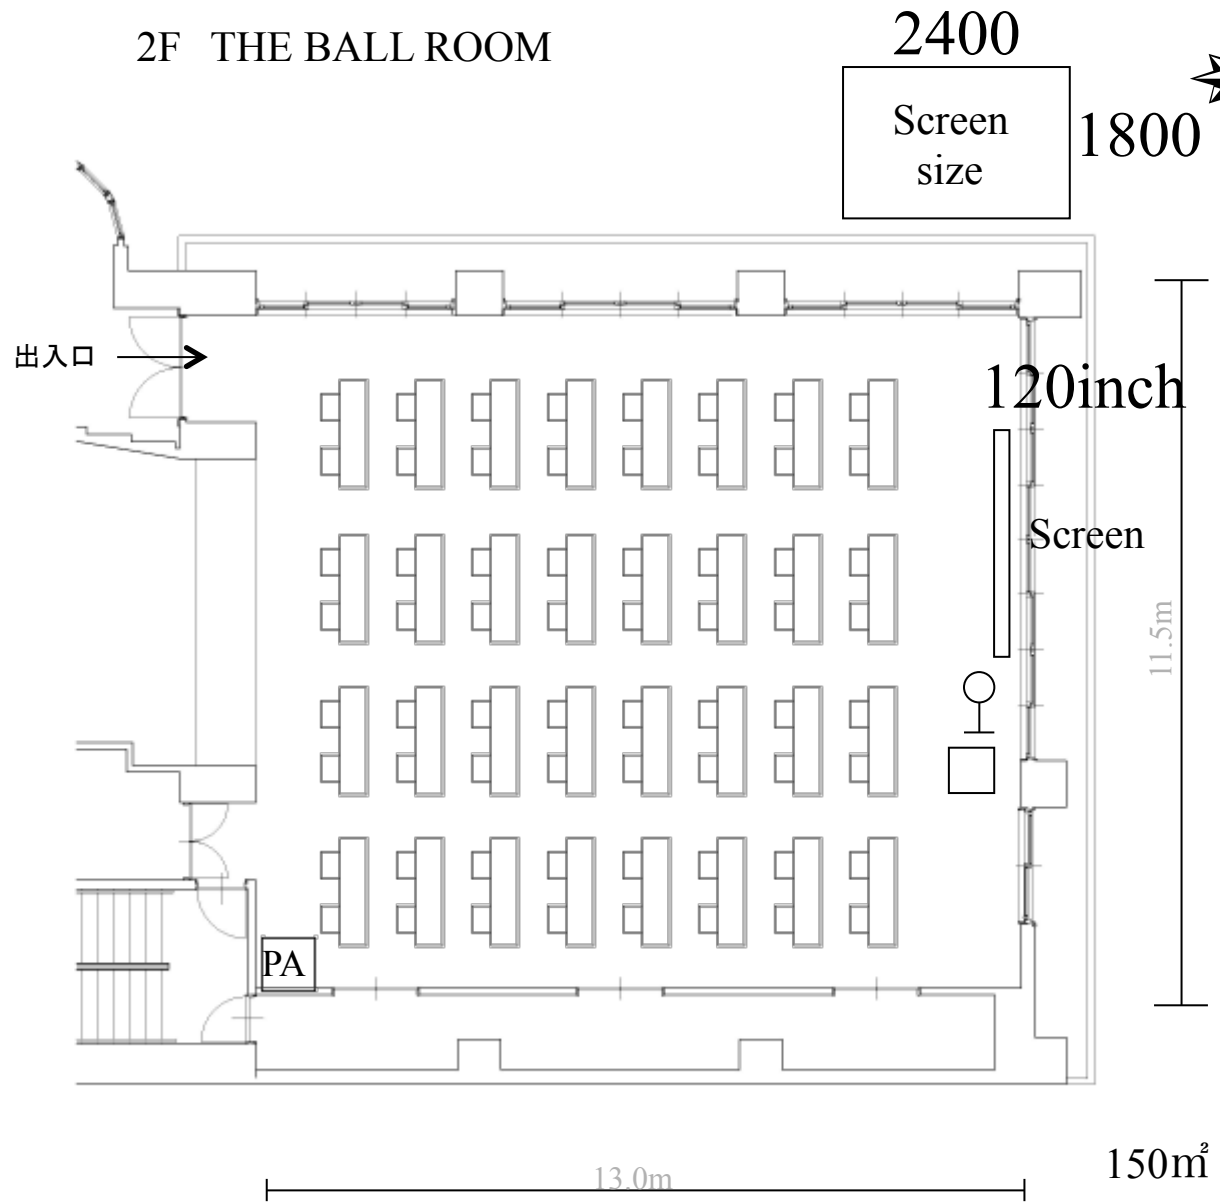 2F THE BALL ROOM
2400
Screen
size
1800
出入口
120inch
Screen
11.5m
PA
13.0m
150㎡